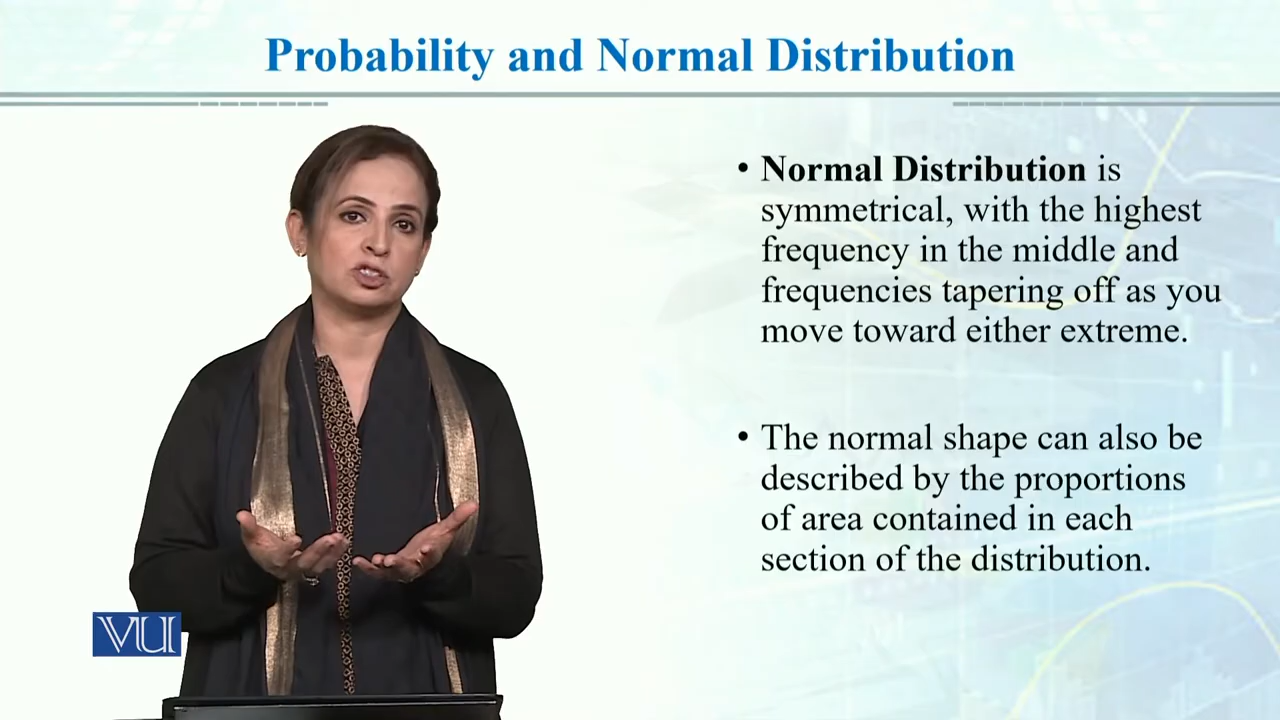 Probability and Normal Distribution
• Normal Distribution is
symmetrical, with the highest
frequency in the middle and
frequencies tapering off as you
move toward either extreme.
• The normal shape can also be
described by the proportions
of area contained in each
section of the distribution.
VU